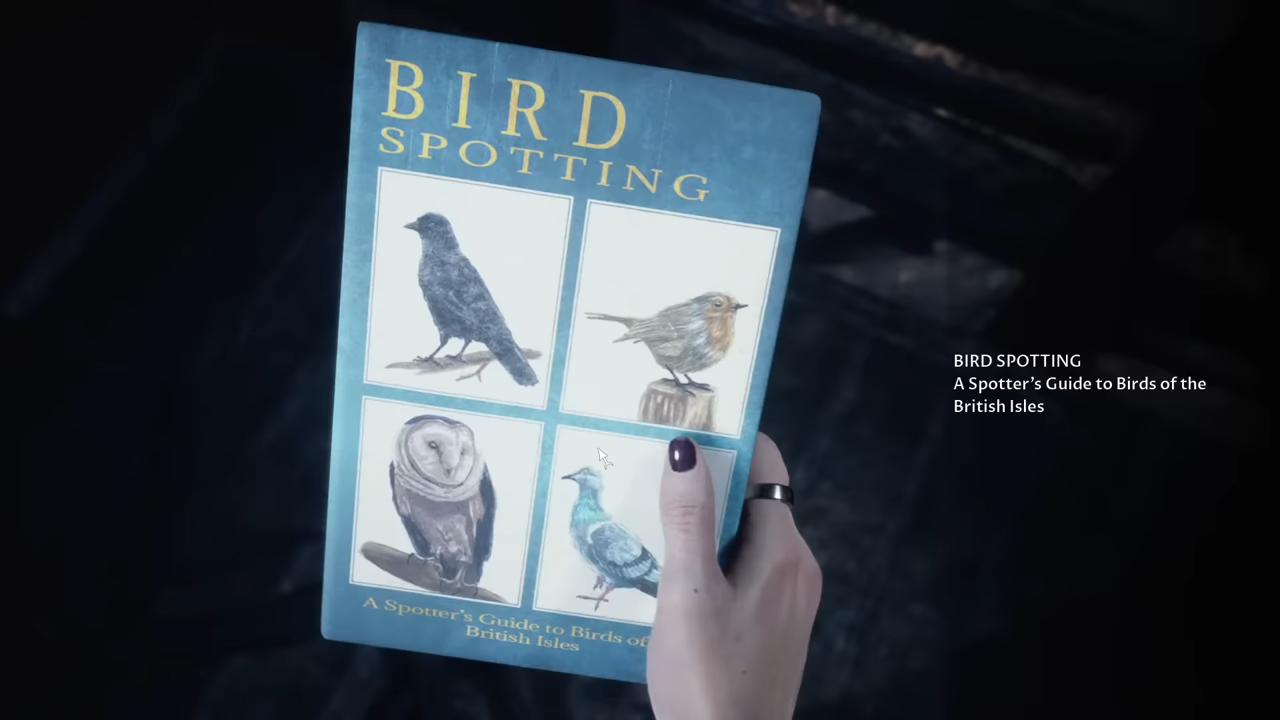 BIRD
SPOTTING
A Spotter's Guide to Birds of
British Isles
BIRD SPOTTING
A Spotter's Guide to Birds of the
British Isles